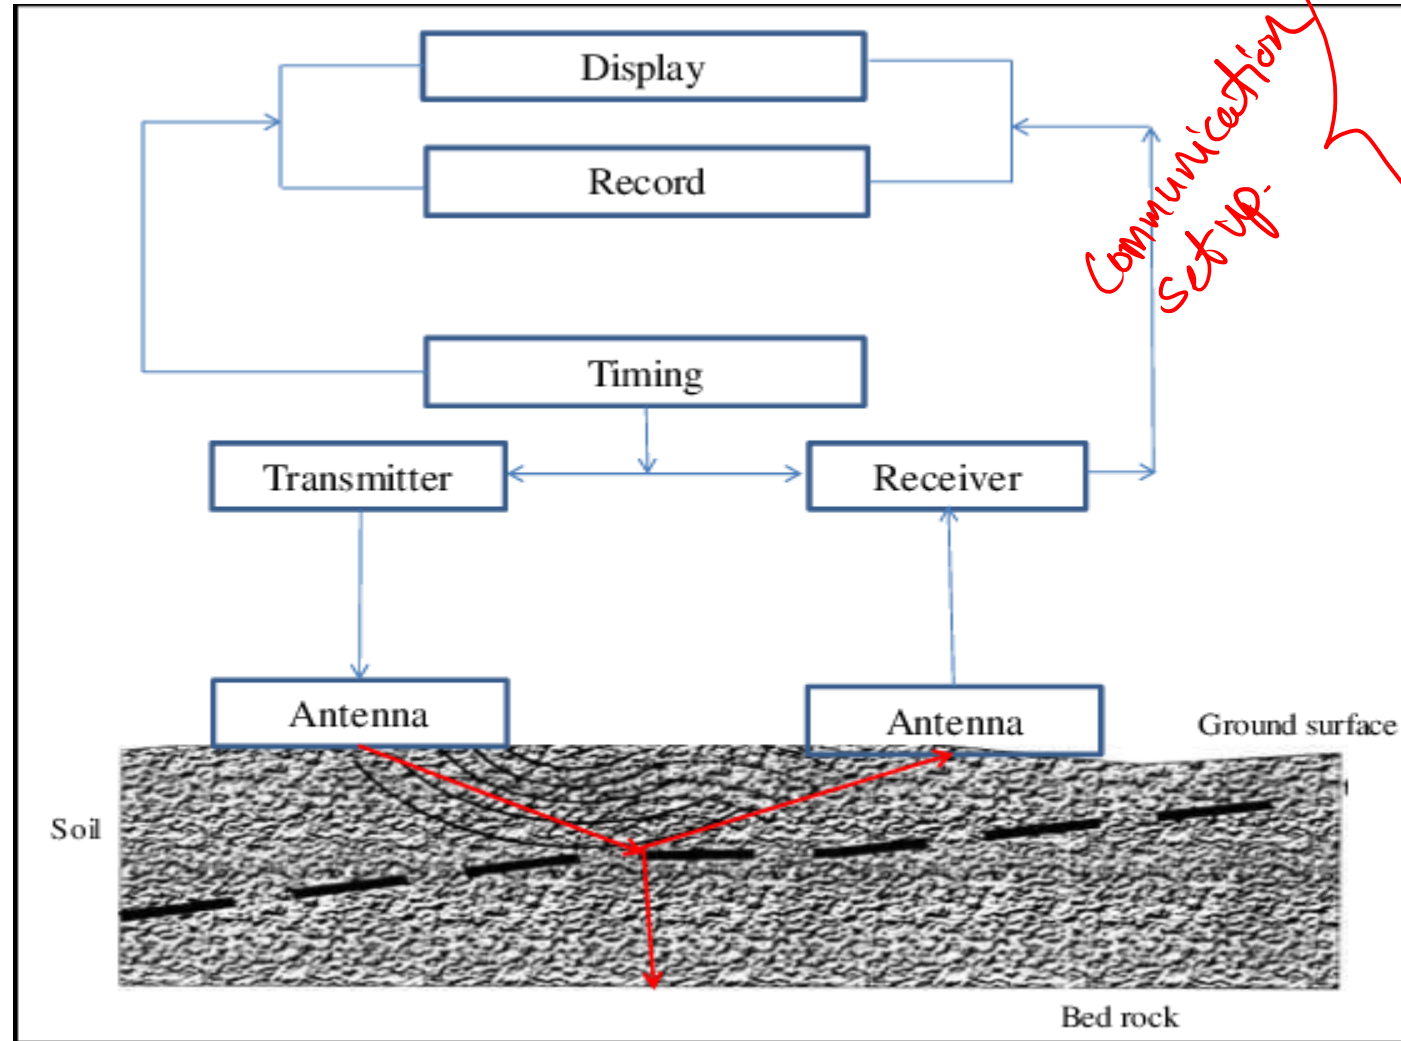 Display
Record
Communication
set up.
Timing
Transmitter
Receiver
Antenna
Antenna
Ground surface
Soil
Bed rock